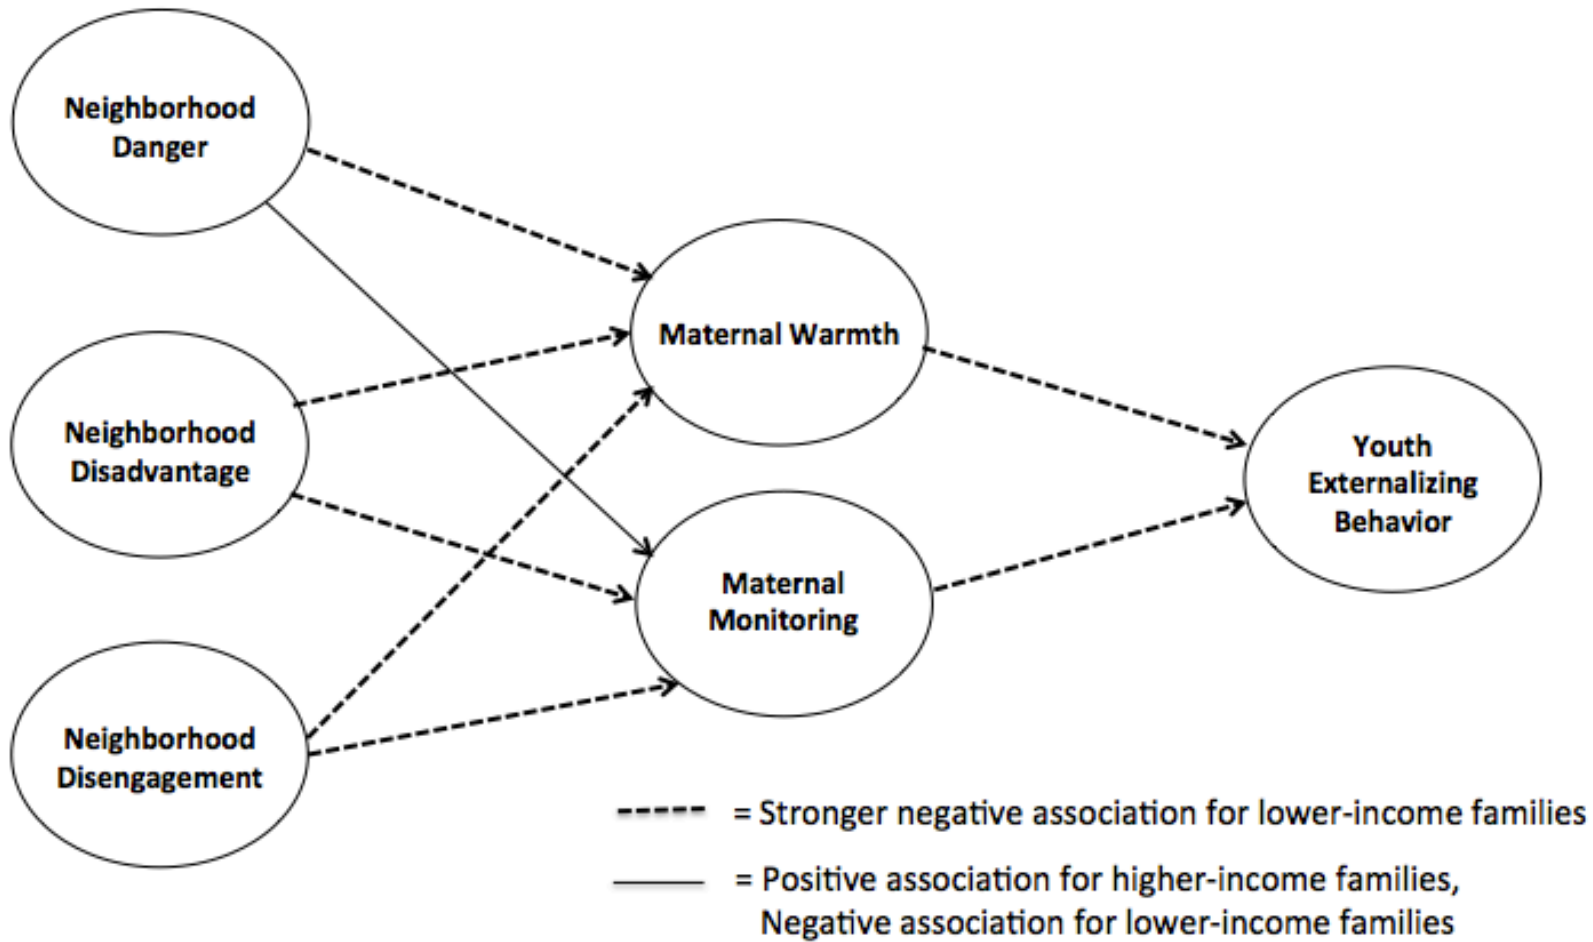 Neighborhood
Danger
Maternal Warmth
Neighborhood
Disadvantage
Youth
Externalizing
Behavior
Maternal
Monitoring
Neighborhood
Disengagement
= Stronger negative association for lower-income families
= Positive association for higher-income families,
Negative association for lower-income families